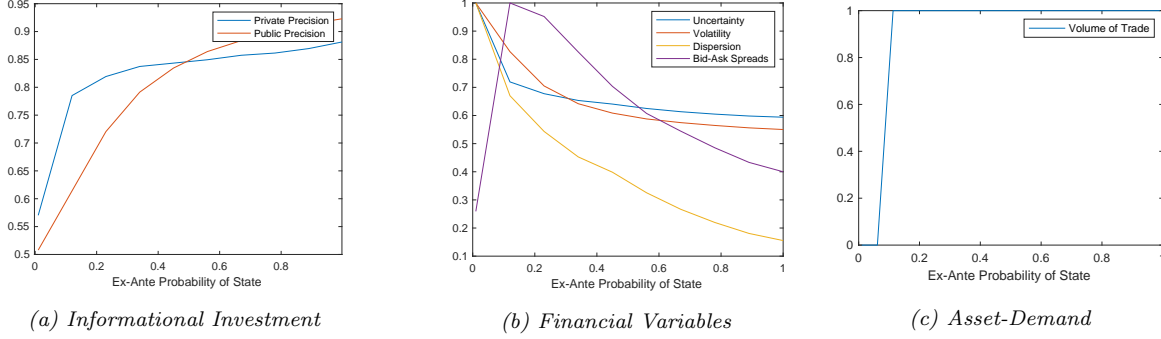 0.95
0.9
0.85
0.8
0.75
0.7
0.65
0.6
0.55
0.5
0 0.2 0.4 0.6 0.8
Ex-Ante Probability of State
Private Precision
Public Precision
(a) Informational Investment
1
0.9
0.8
0.7
0.6
0.5
0.4
0.3
0.2
0.1
0 0.2 0.4 0.6 0.8 1
Ex-Ante Probability of State
Uncertainty
Volatility
Dispersion
Bid-Ask Spreads
(b) Financial Variables
1
0.8
0.6
0.4
0.2
0
0 0.2 0.4 0.6 0.8 1
Ex-Ante Probability of State
Volume of Trade
(c) Asset-Demand